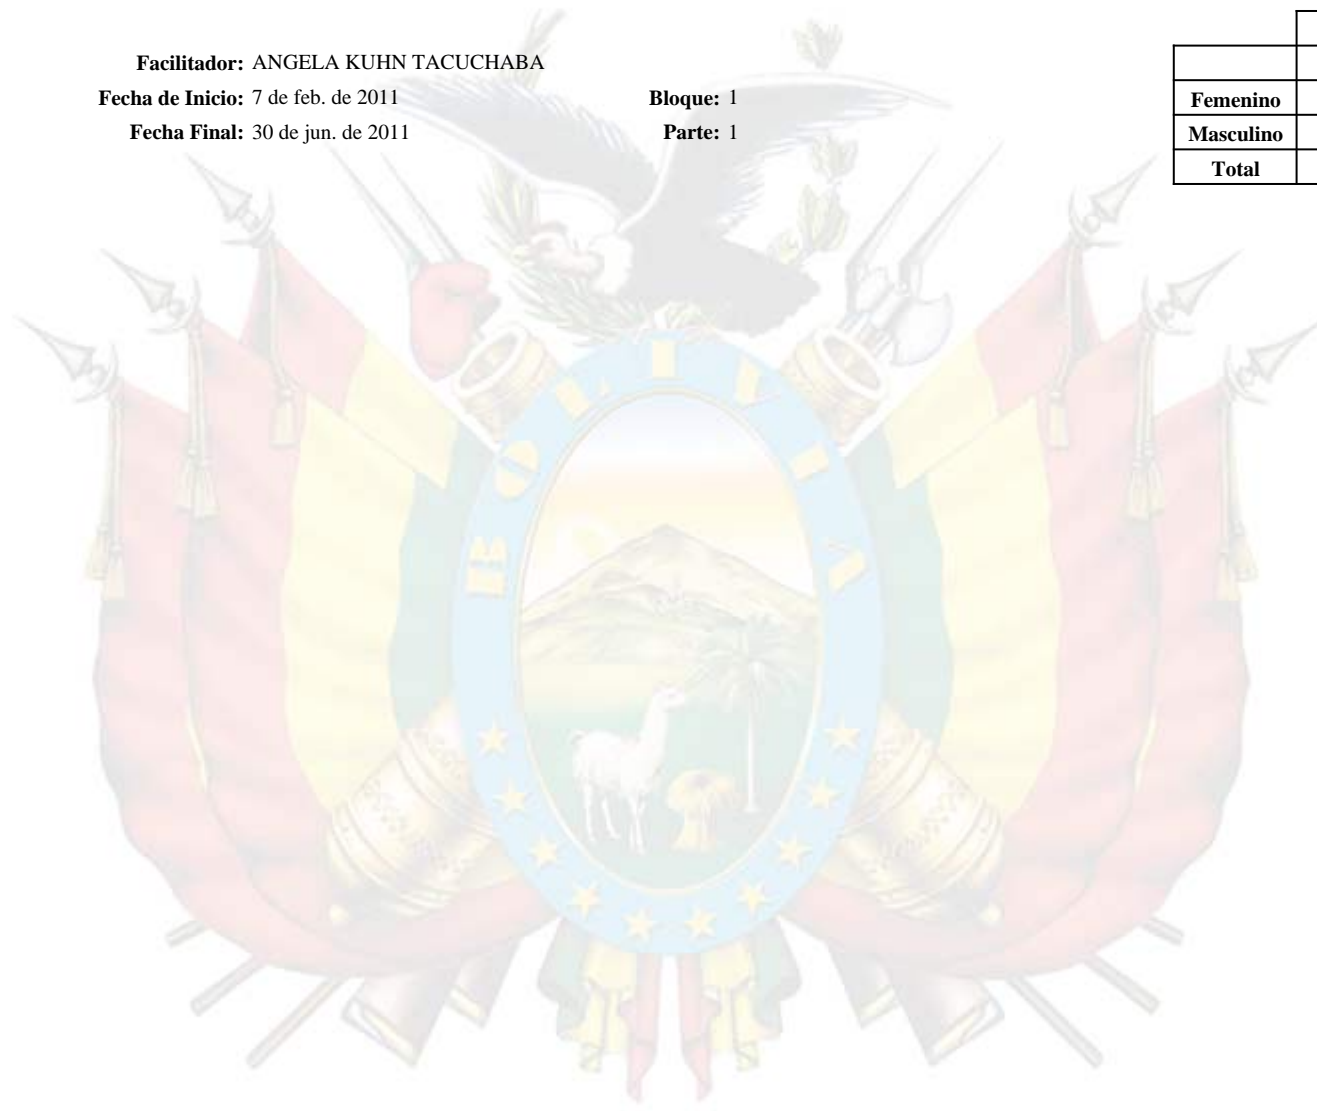 Facilitador: ANGELA KUHN TACUCHABA
Fecha de Inicio: 7 de feb. de 2011 Bloque: 1
Fecha Final: 30 de jun. de 2011 Parte: 1
Femenino
Masculino
Total
BOLIVIA